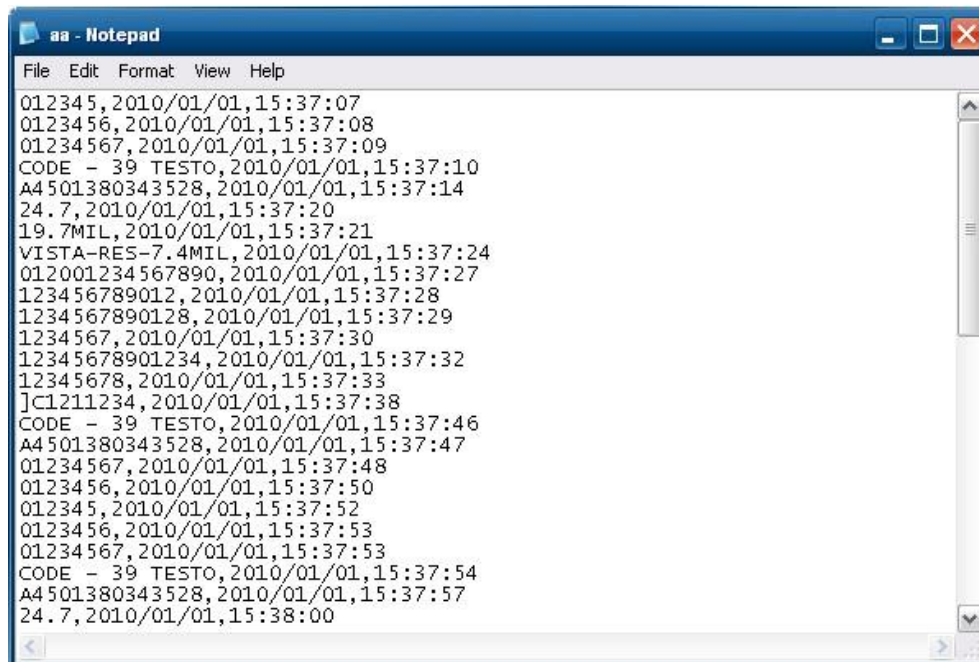 aa - Notepad
File Edit Format View Help
012345,2010/01/01,15:37:07
0123456,2010/01/01,15:37:08
01234567,2010/01/01,15:37:09
CODE - 39 TESTO,2010/01/01,15:37:10
A4501380343528,2010/01/01,15:37:14
24.7,2010/01/01,15:37:20
19.7MIL,2010/01/01,15:37:21
VISTA-RES-7.4MIL,2010/01/01,15:37:24
012001234567890,2010/01/01,15:37:27
123456789012,2010/01/01,15:37:28
1234567890128,2010/01/01,15:37:29
1234567,2010/01/01,15:37:30
12345678901234,2010/01/01,15:37:32
12345678,2010/01/01,15:37:33
]C1211234,2010/01/01,15:37:38
CODE - 39 TESTO,2010/01/01,15:37:46
A4501380343528,2010/01/01,15:37:47
01234567,2010/01/01,15:37:48
0123456,2010/01/01,15:37:50
012345,2010/01/01,15:37:52
0123456,2010/01/01,15:37:53
01234567,2010/01/01,15:37:53
CODE - 39 TESTO,2010/01/01,15:37:54
A4501380343528,2010/01/01,15:37:57
24.7,2010/01/01,15:38:00